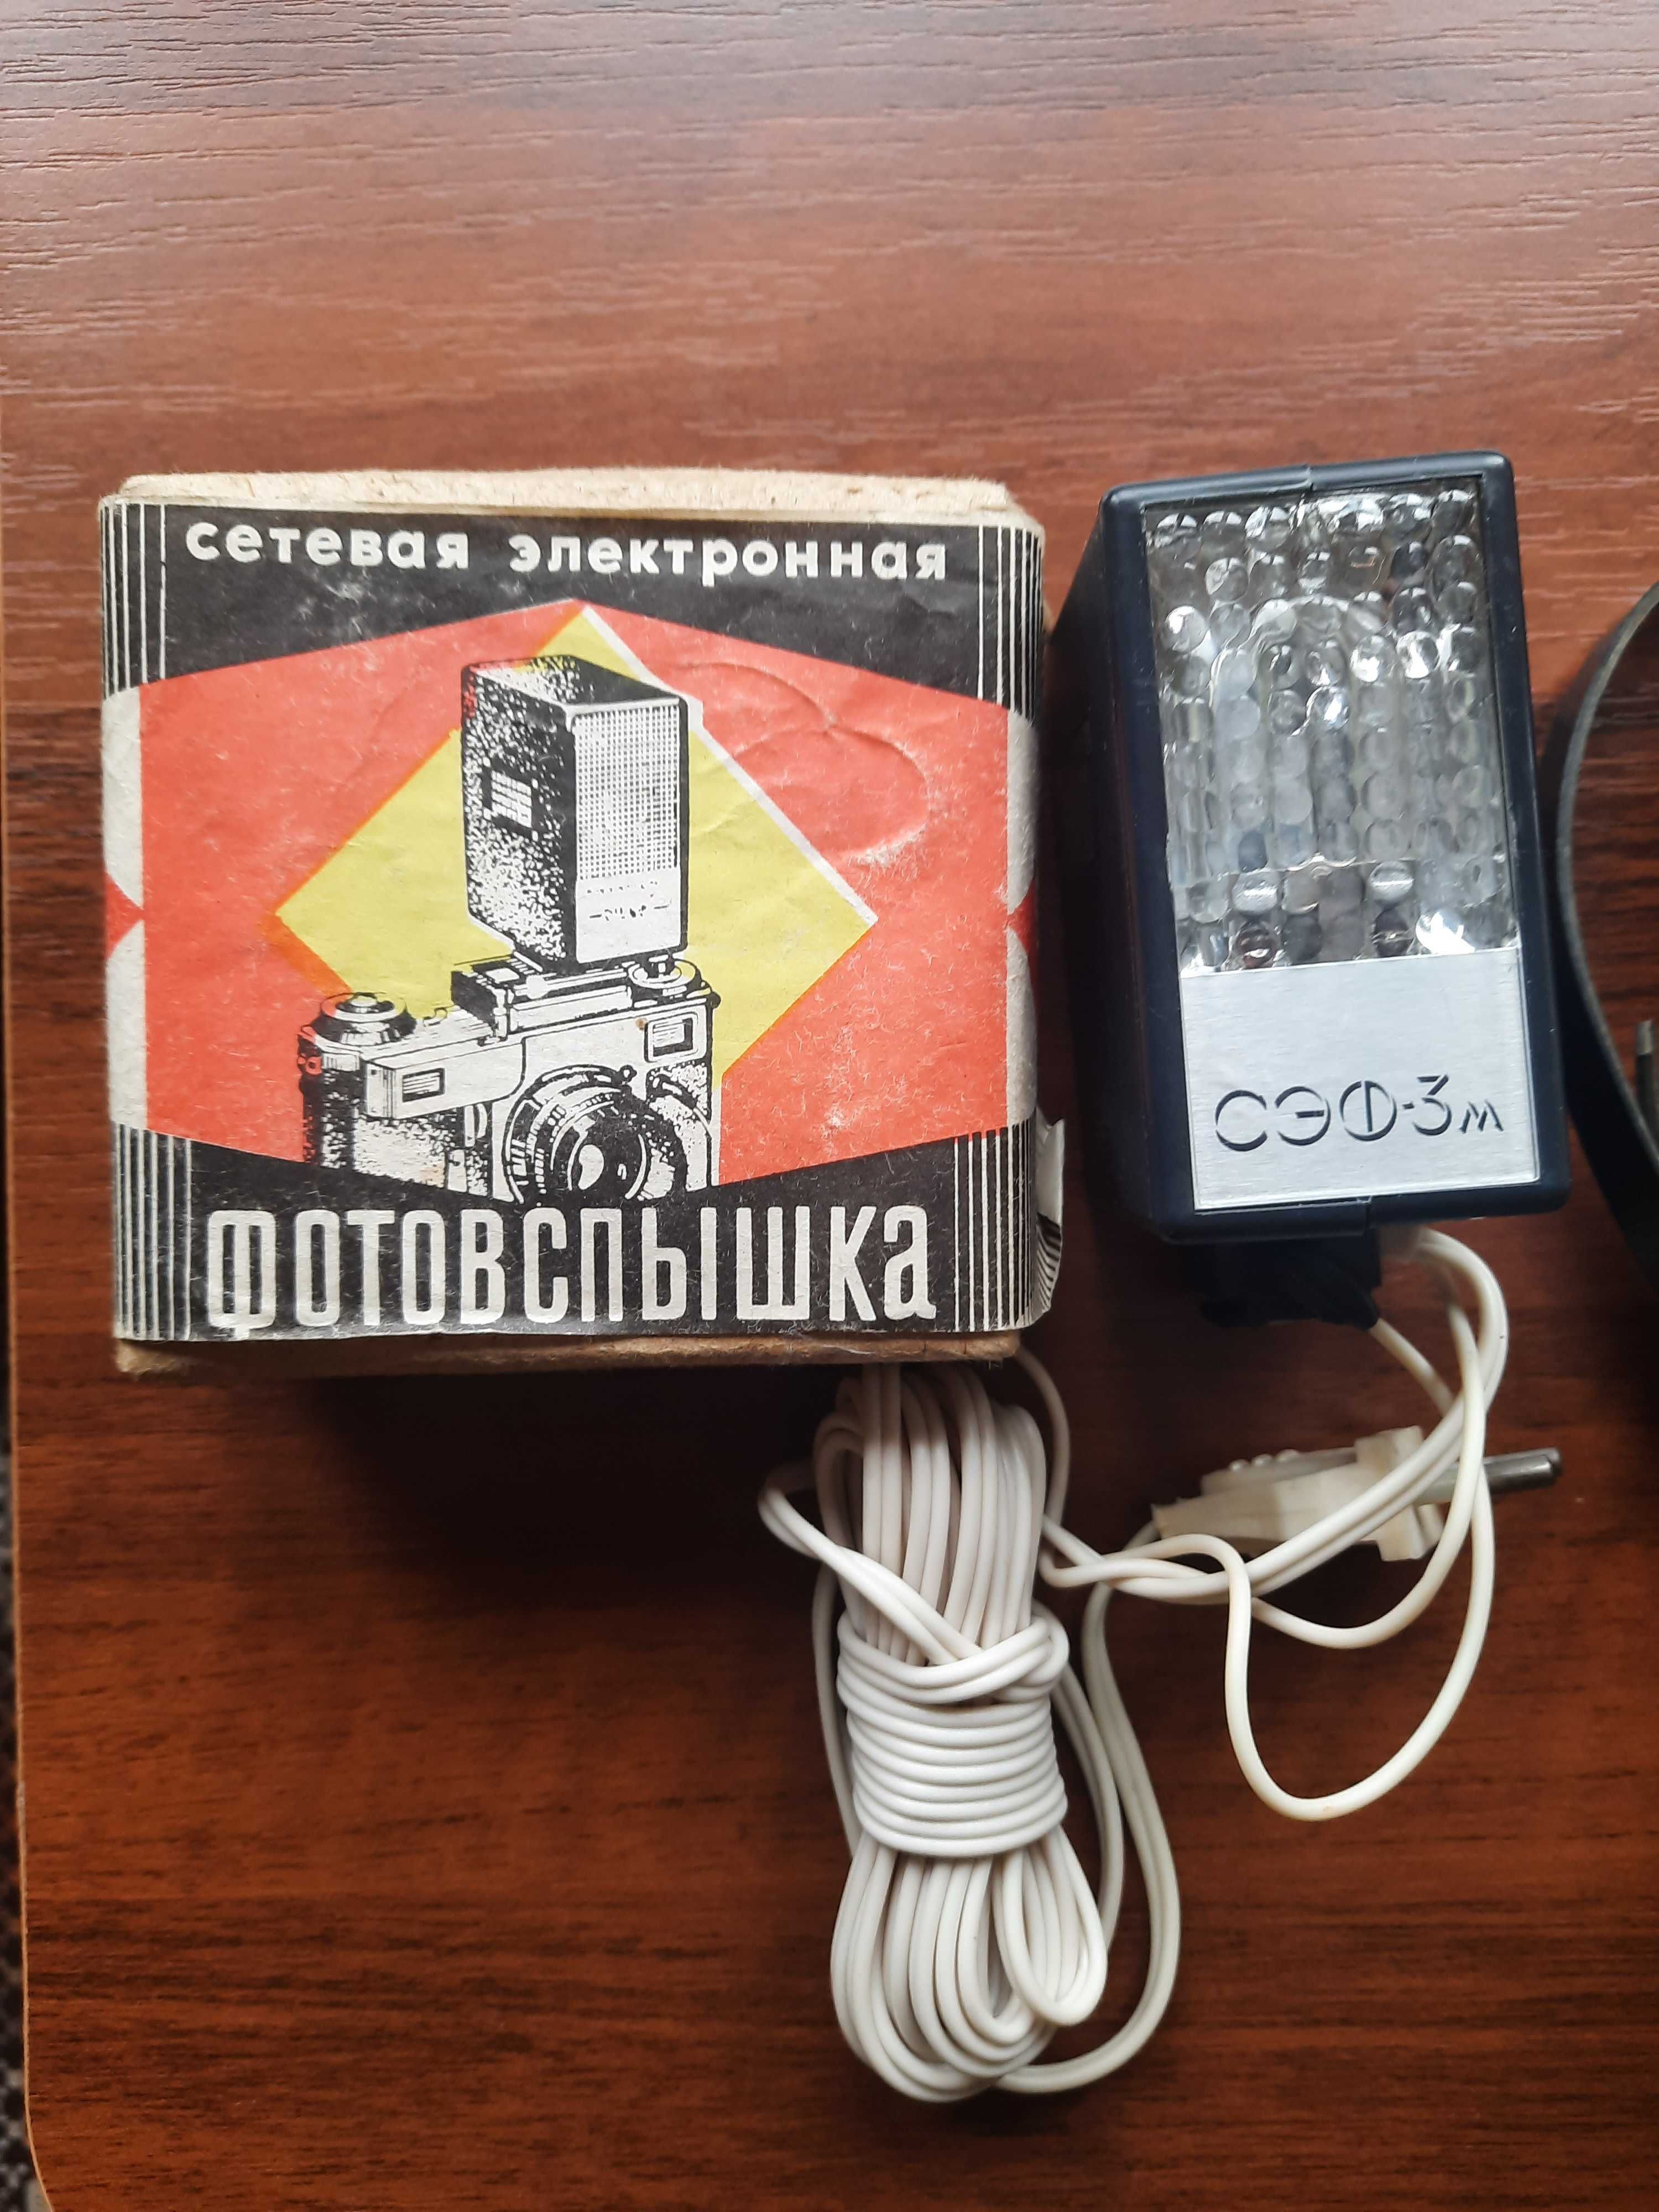 сетевая электронная
фотовспышка
СЭФ-3м